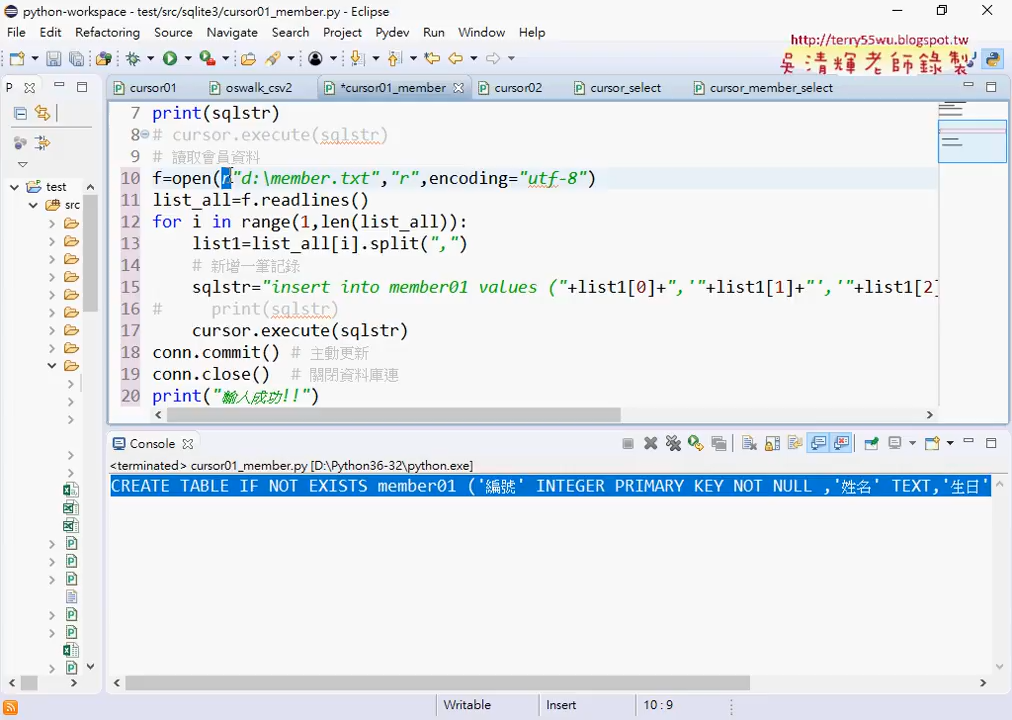 python-workspace - test/src/sqlite3/cursor01_member.py - Eclipse
File Edit Refactoring Source Navigate Search Project Pydev Run Window Help
http://terry55wu.blogspot.tw
吳清輝老師錄製
P cursor01 oswalk_csv2 *cursor01_member cursor02 cursor_select cursor_member_select
7 print(sqlstr)
8 # cursor.execute(sqlstr)
9 # 讀取會員資料
10 f=open(r"d:\member.txt","r",encoding="utf-8")
11 list_all=f.readlines()
12 for i in range(1,len(list_all)):
13 list1=list_all[i].split(",")
14 # 新增一筆記錄
15 sqlstr="insert into member01 values ("+list1[0]+",'"+list1[1]+"','"+list1[2]
16 # print(sqlstr)
17 cursor.execute(sqlstr)
18 conn.commit() # 主動更新
19 conn.close() # 關閉資料庫連
20 print("輸入成功!!")
test
src
Console
<terminated> cursor01_member.py [D:\Python36-32\python.exe]
CREATE TABLE IF NOT EXISTS member01 ('編號' INTEGER PRIMARY KEY NOT NULL ,'姓名' TEXT,'生日'
Writable Insert 10 : 9